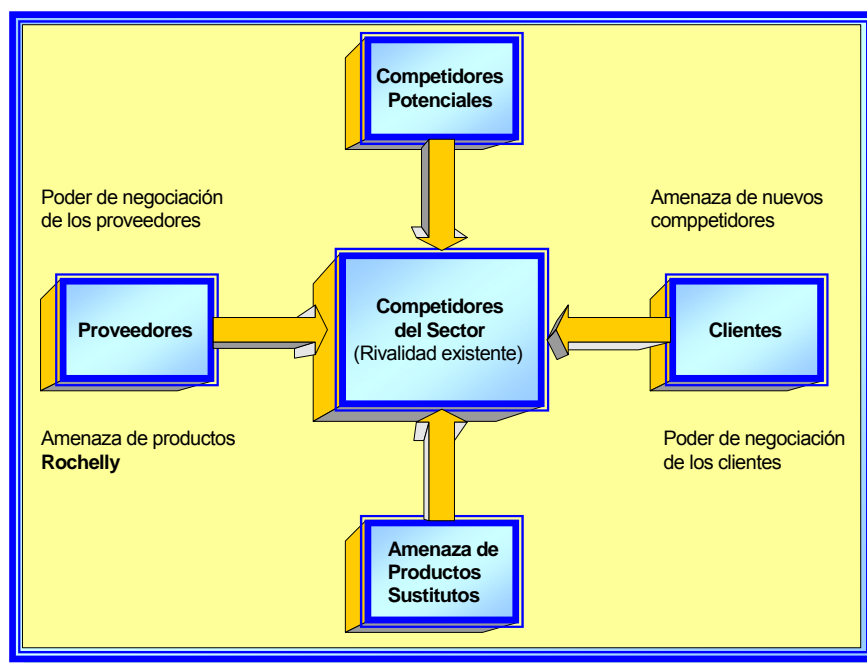 Competidores
Potenciales
Poder de negociación
de los proveedores
Amenaza de nuevos
comppetidores
Proveedores
Competidores
del Sector
(Rivalidad existente)
Clientes
Amenaza de productos
Rochelly
Poder de negociación
de los clientes
Amenaza de
Productos
Sustitutos